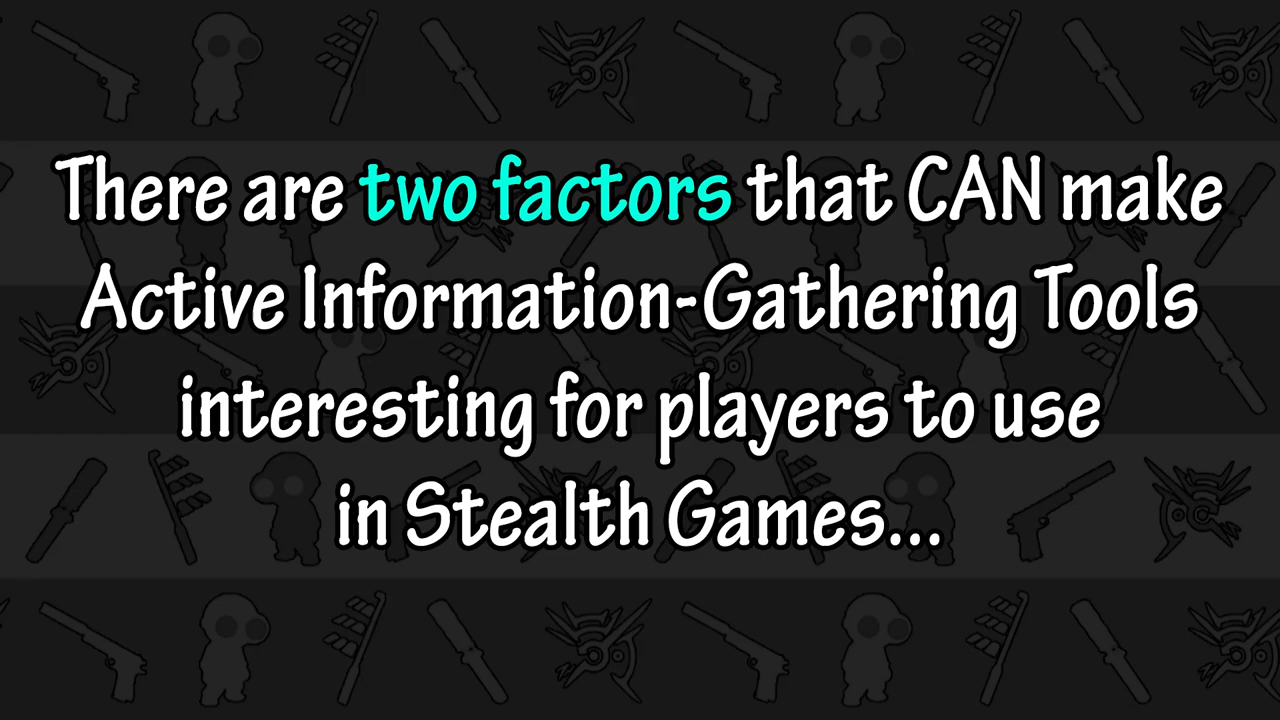 There are two factors that CAN make
Active Information-Gathering Tools
interesting for players to use
in Stealth Games...